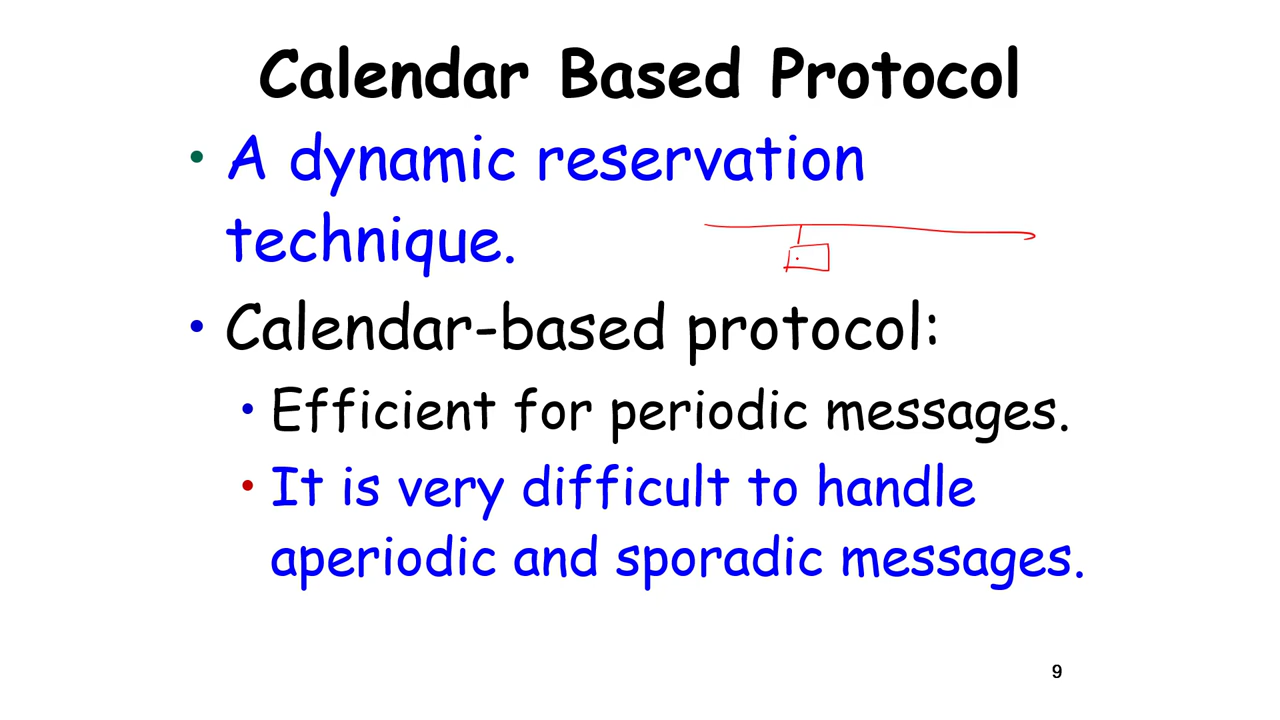 Calendar Based Protocol
• A dynamic reservation
technique.
• Calendar-based protocol:
• Efficient for periodic messages.
• It is very difficult to handle
aperiodic and sporadic messages.
9